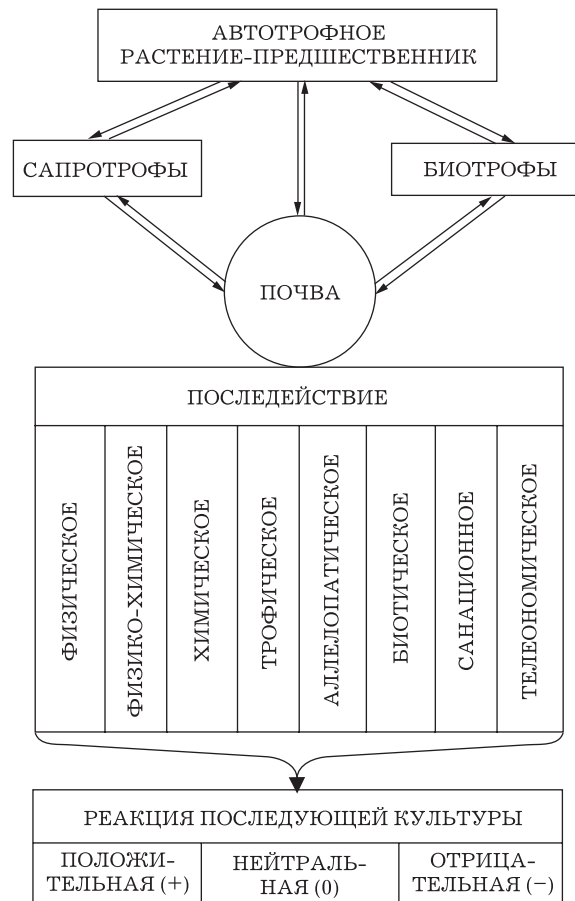 АВТОТРОФНОЕ
РАСТЕНИЕ-ПРЕДШЕСТВЕННИК
САПРОТРОФЫ
БИОТРОФЫ
ПОЧВА
ПОСЛЕДЕЙСТВИЕ
ФИЗИЧЕСКОЕ
ФИЗИКО-ХИМИЧЕСКОЕ
ХИМИЧЕСКОЕ
ТРОФИЧЕСКОЕ
АЛЛЕЛОПАТИЧЕСКОЕ
БИОТИЧЕСКОЕ
САНАЦИОННОЕ
ТЕЛЕОНОМИЧЕСКОЕ
РЕАКЦИЯ ПОСЛЕДУЮЩЕЙ КУЛЬТУРЫ
ПОЛОЖИ-
ТЕЛЬНАЯ (+)
НЕЙТРАЛЬ-
НАЯ (0)
ОТРИЦА-
ТЕЛЬНАЯ (−)